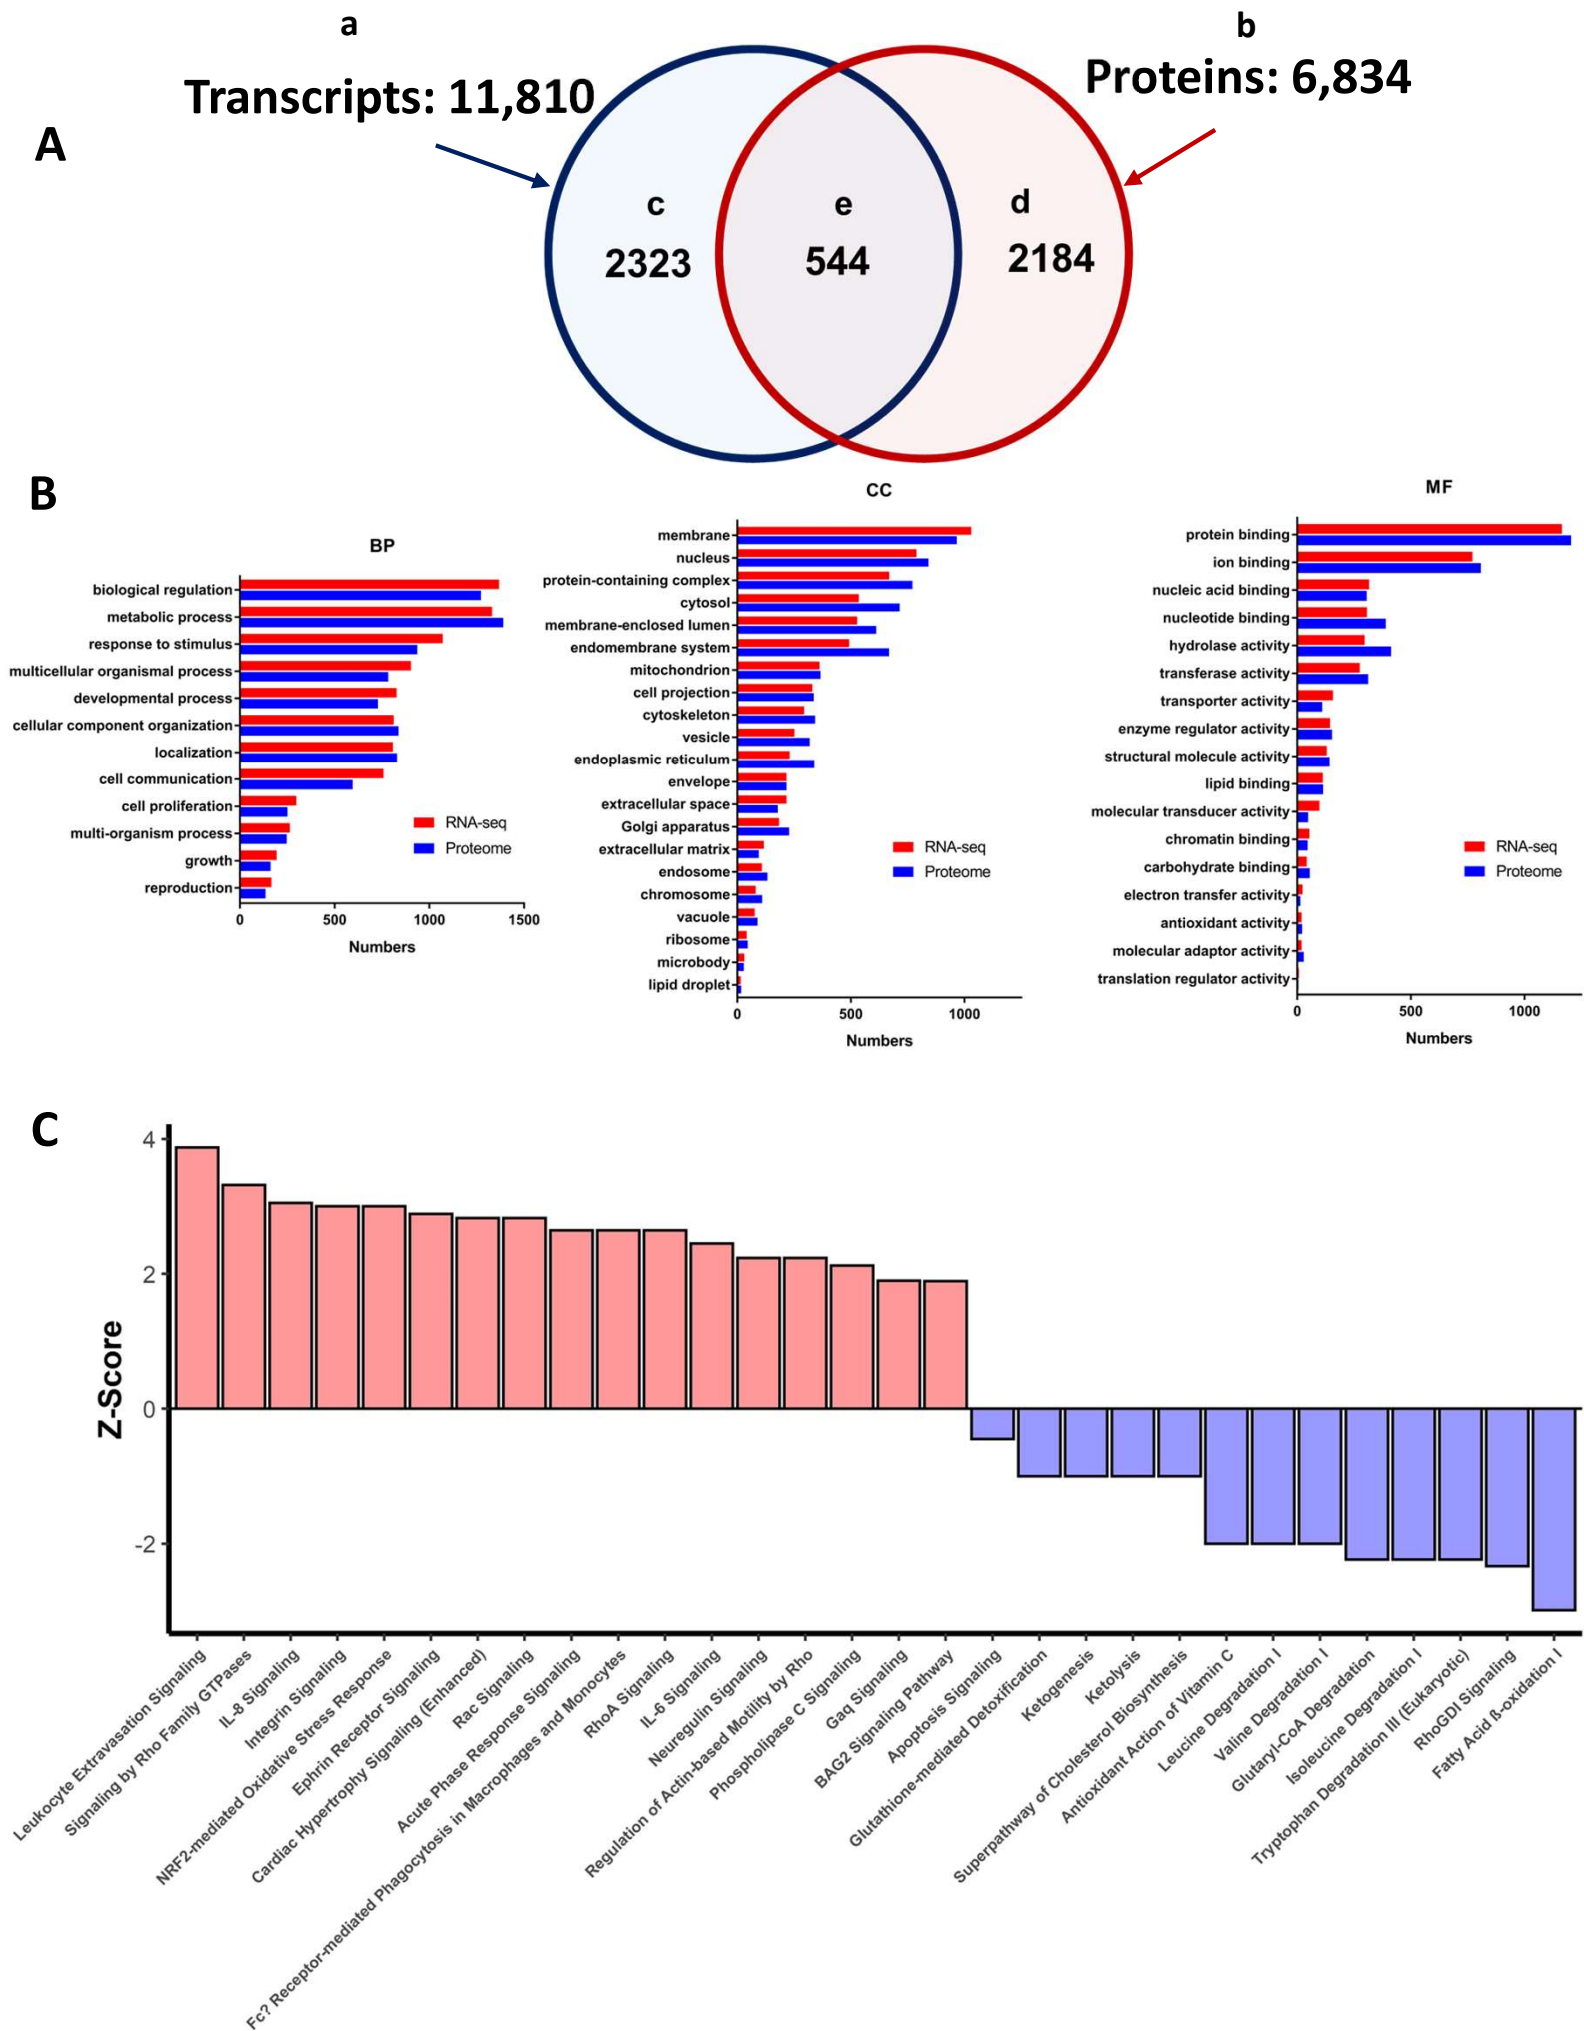 a
b
Transcripts: 11,810
Proteins: 6,834
A
c
e
d
2323
544
2184
B
BP
biological regulation
metabolic process
response to stimulus
multicellular organismal process
developmental process
cellular component organization
localization
cell communication
cell proliferation
multi-organism process
growth
reproduction
RNA-seq
Proteome
0 500 1000 1500
Numbers
CC
membrane
nucleus
protein-containing complex
cytosol
membrane-enclosed lumen
endomembrane system
mitochondrion
cell projection
cytoskeleton
vesicle
endoplasmic reticulum
envelope
extracellular space
Golgi apparatus
extracellular matrix
endosome
chromosome
vacuole
ribosome
microbody
lipid droplet
RNA-seq
Proteome
0 500 1000
Numbers
MF
protein binding
ion binding
nucleic acid binding
nucleotide binding
hydrolase activity
transferase activity
transporter activity
enzyme regulator activity
structural molecule activity
lipid binding
molecular transducer activity
chromatin binding
carbohydrate binding
electron transfer activity
antioxidant activity
molecular adaptor activity
translation regulator activity
RNA-seq
Proteome
0 500 1000
Numbers
C
Z-Score
4
2
0
-2
Leukocyte Extravasation Signaling
Signaling by Rho Family GTPases
IL-8 Signaling
Integrin Signaling
NRF2-mediated Oxidative Stress Response
Ephrin Receptor Signaling
Cardiac Hypertrophy Signaling (Enhanced)
Rac Signaling
Acute Phase Response Signaling
Fc? Receptor-mediated Phagocytosis in Macrophages and Monocytes
RhoA Signaling
IL-6 Signaling
Neuregulin Signaling
Regulation of Actin-based Motility by Rho
Phospholipase C Signaling
Gaq Signaling
BAG2 Signaling Pathway
Apoptosis Signaling
Glutathione-mediated Detoxification
Ketogenesis
Ketolysis
Superpathway of Cholesterol Biosynthesis
Antioxidant Action of Vitamin C
Leucine Degradation I
Valine Degradation I
Glutaryl-CoA Degradation
Isoleucine Degradation I
Tryptophan Degradation III (Eukaryotic)
RhoGDI Signaling
Fatty Acid ß-oxidation I